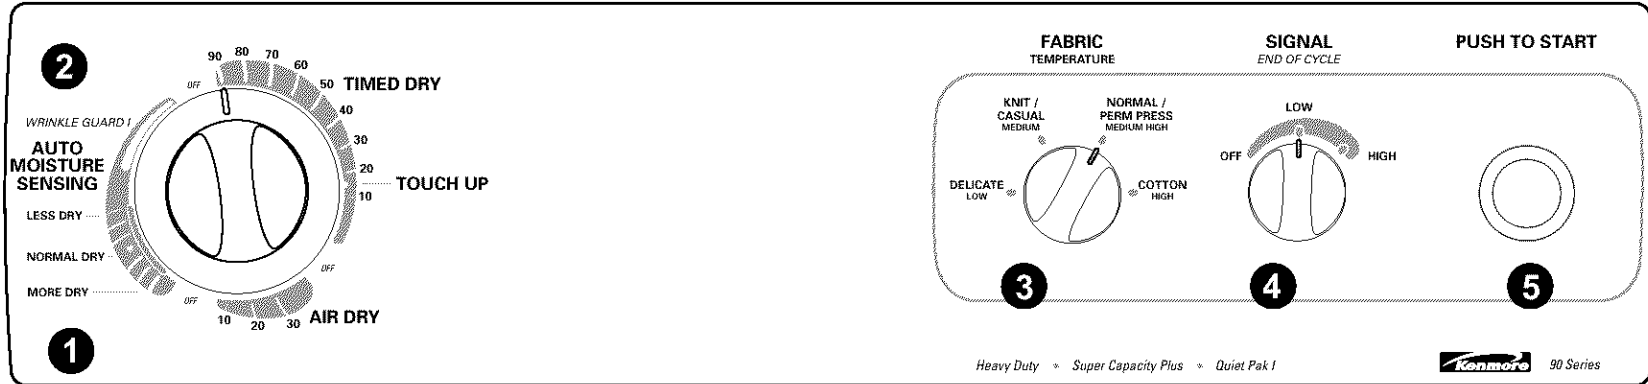 2
OFF
90
80
70
60
50
40
30
20
10
TIMED DRY
TOUCH UP
WRINKLE GUARD I
AUTO
MOISTURE
SENSING
LESS DRY
NORMAL DRY
MORE DRY
OFF
OFF
10
20
30
AIR DRY
1
FABRIC
TEMPERATURE
KNIT /
CASUAL
MEDIUM
NORMAL /
PERM PRESS
MEDIUM HIGH
DELICATE
LOW
COTTON
HIGH
3
SIGNAL
END OF CYCLE
LOW
OFF
HIGH
4
PUSH TO START
5
Heavy Duty * Super Capacity Plus * Quiet Pak I
Kenmore
90 Series